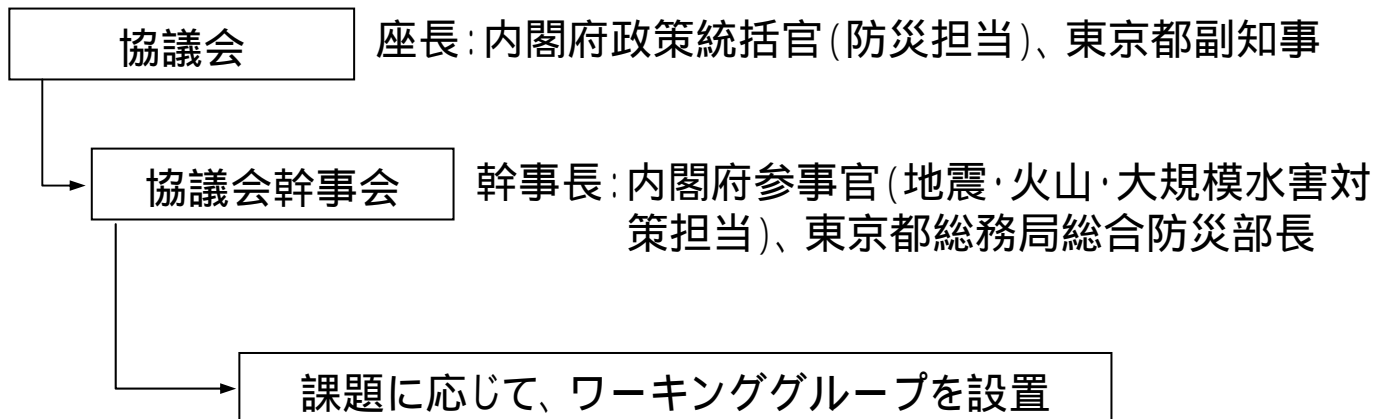 協議会
座長:内閣府政策統括官(防災担当)、東京都副知事
協議会幹事会
幹事長:内閣府参事官(地震・火山・大規模水害対
策担当)、東京都総務局総合防災部長
課題に応じて、ワーキンググループを設置